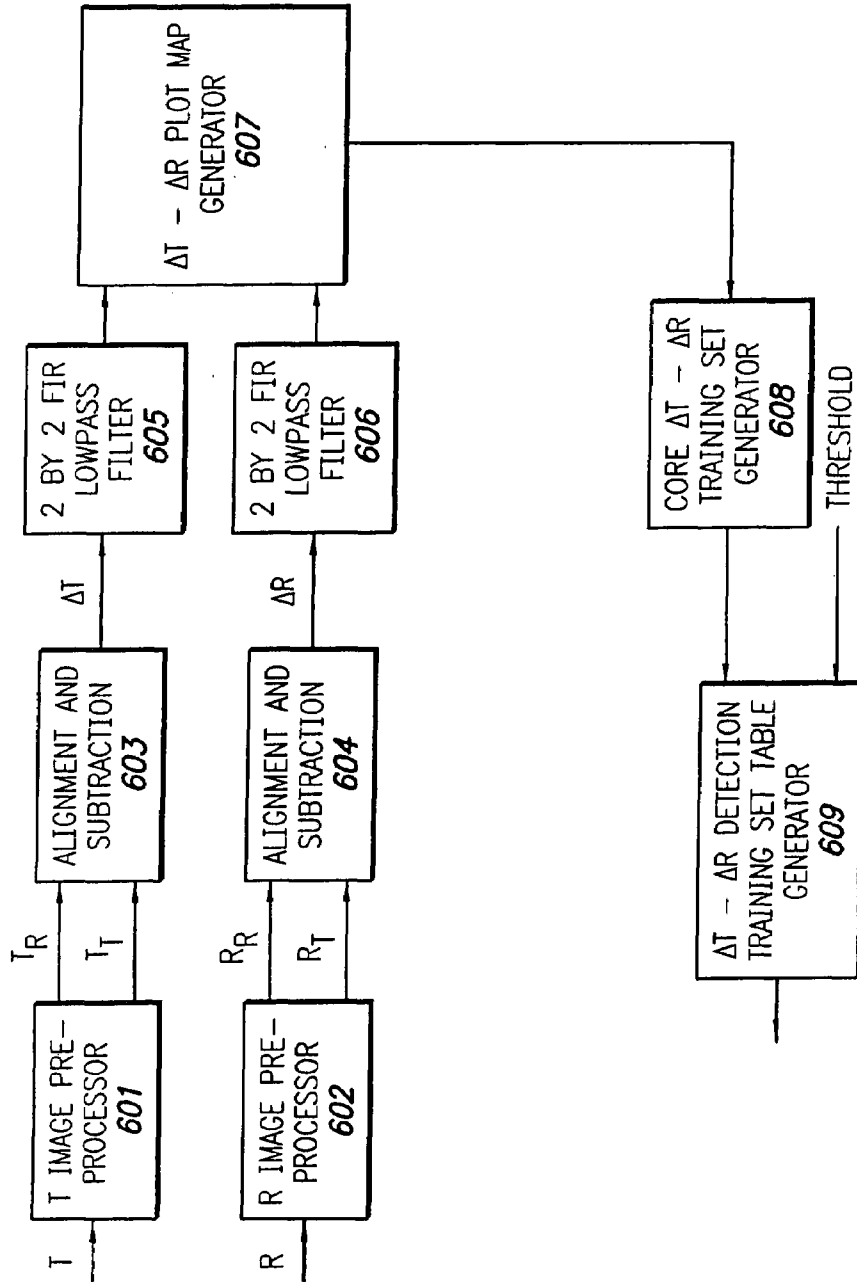 T
T IMAGE PRE-
PROCESSOR
601
T_R
T_T
ALIGNMENT AND
SUBTRACTION
603
ΔT
2 BY 2 FIR
LOWPASS
FILTER
605
R
R IMAGE PRE-
PROCESSOR
602
R_R
R_T
ALIGNMENT AND
SUBTRACTION
604
ΔR
2 BY 2 FIR
LOWPASS
FILTER
606
ΔT - ΔR PLOT MAP
GENERATOR
607
CORE ΔT - ΔR
TRAINING SET
GENERATOR
608
THRESHOLD
ΔT - ΔR DETECTION
TRAINING SET TABLE
GENERATOR
609